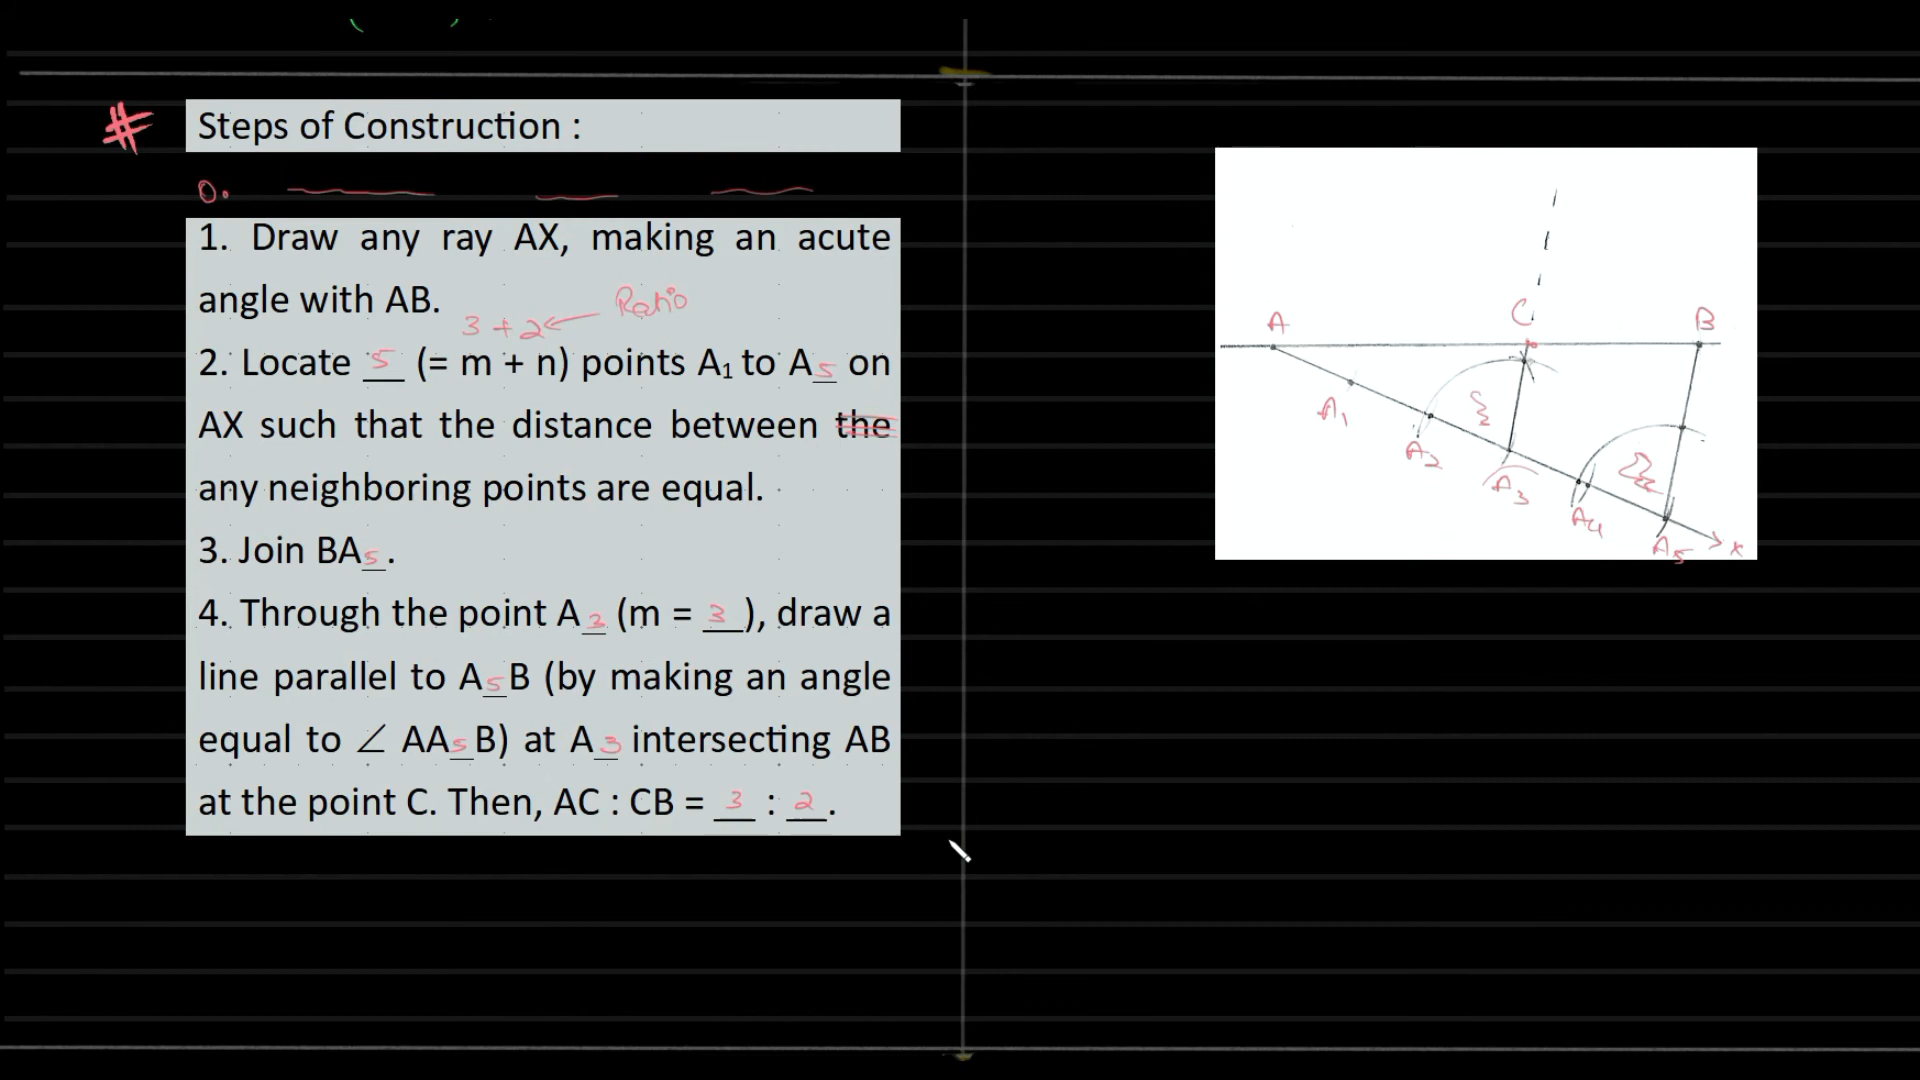 # Steps of Construction :
0.
1. Draw any ray AX, making an acute
angle with AB.
3 + 2 ← Ratio
2. Locate 5 (= m + n) points A₁ to A5 on
AX such that the distance between the
any neighboring points are equal.
3. Join BA5.
4. Through the point A3 (m = 3), draw a
line parallel to A5B (by making an angle
equal to ∠ AA5B) at A3 intersecting AB
at the point C. Then, AC : CB = 3 : 2.
A
C
B
A1
A2
A3
A4
A5
x